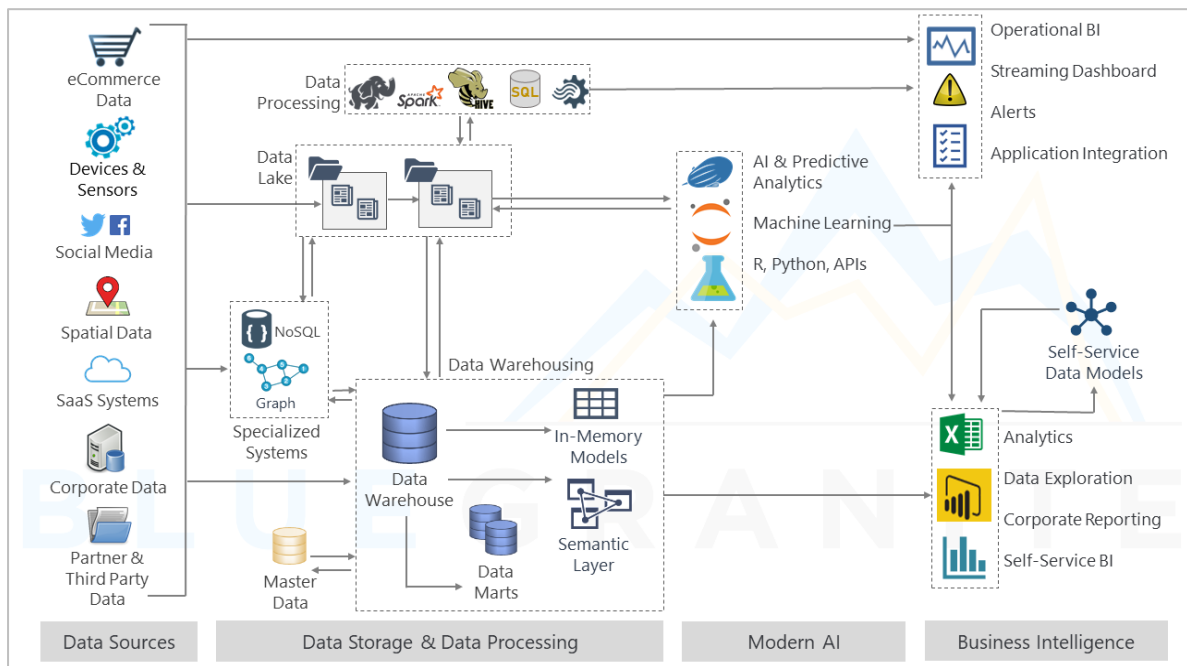 eCommerce
Data
Devices &
Sensors
Social Media
Spatial Data
SaaS Systems
Corporate Data
Partner &
Third Party
Data
Data
Processing
APACHE
Spark
HIVE
SQL
Data
Lake
NoSQL
Graph
Specialized
Systems
Master
Data
Data Warehousing
Data
Warehouse
In-Memory
Models
Semantic
Layer
Data
Marts
AI & Predictive
Analytics
Machine Learning
R, Python, APIs
Operational BI
Streaming Dashboard
Alerts
Application Integration
Self-Service
Data Models
X
Analytics
Data Exploration
Corporate Reporting
Self-Service BI
BLUE GRANITE
Data Sources
Data Storage & Data Processing
Modern AI
Business Intelligence